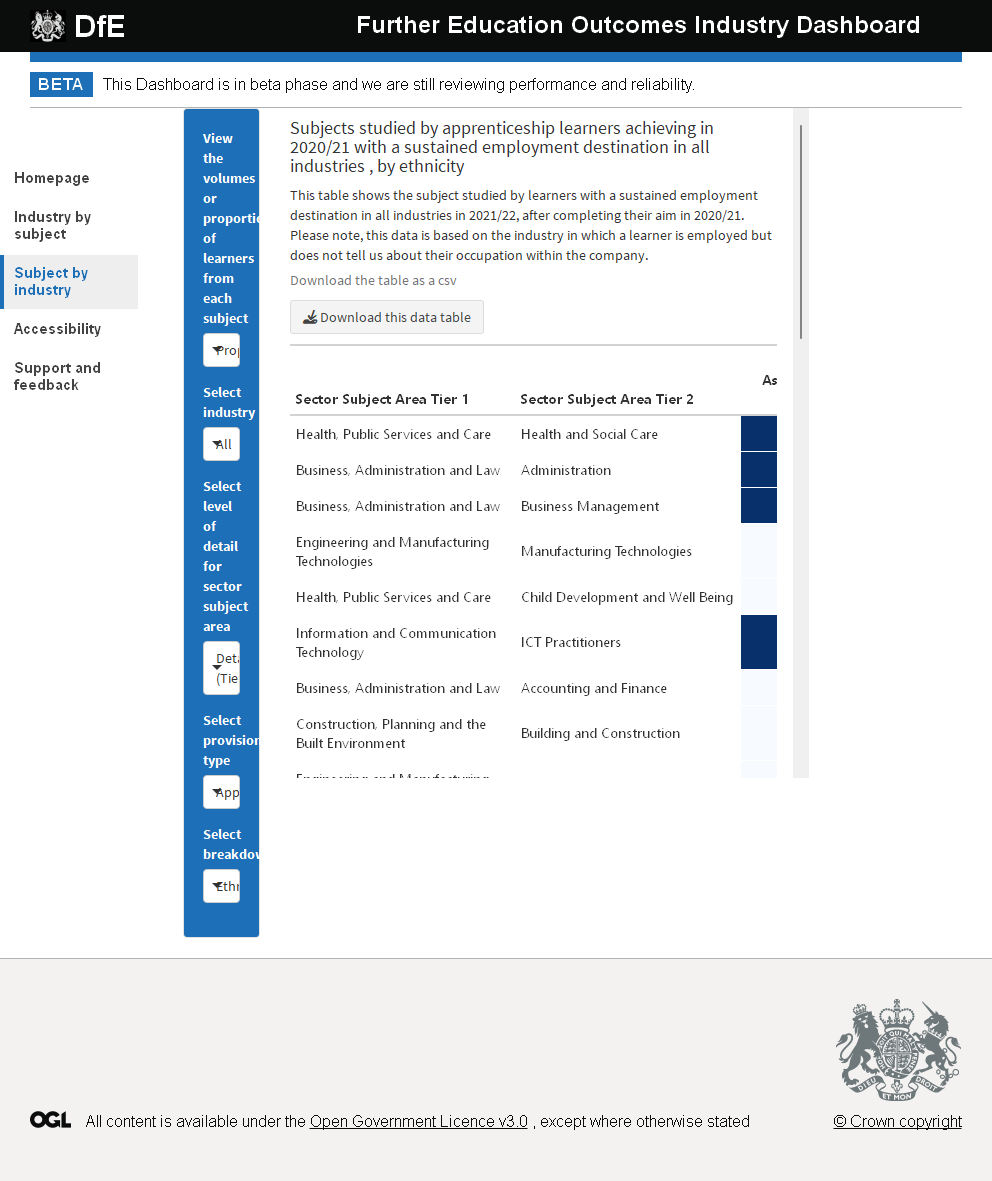 DfE
Further Education Outcomes Industry Dashboard
BETA
This Dashboard is in beta phase and we are still reviewing performance and reliability.
Homepage
Industry by
subject
Subject by
industry
Accessibility
Support and
feedback
View
the
volumes
or
proportio
of
learners
from
each
subject
Prop
Select
industry
All
Select
level
of
detail
for
sector
subject
area
Deta
(Tie
Select
provision
type
App
Select
breakdow
Ethn
Subjects studied by apprenticeship learners achieving in
2020/21 with a sustained employment destination in all
industries , by ethnicity
This table shows the subject studied by learners with a sustained employment
destination in all industries in 2021/22, after completing their aim in 2020/21.
Please note, this data is based on the industry in which a learner is employed but
does not tell us about their occupation within the company.
Download the table as a csv
Download this data table
As
Sector Subject Area Tier 1 Sector Subject Area Tier 2
Health, Public Services and Care Health and Social Care
Business, Administration and Law Administration
Business, Administration and Law Business Management
Engineering and Manufacturing
Technologies
Manufacturing Technologies
Health, Public Services and Care Child Development and Well Being
Information and Communication
Technology
ICT Practitioners
Business, Administration and Law Accounting and Finance
Construction, Planning and the
Built Environment
Building and Construction
Engineering and Manufacturing
DIEU ET MON DROIT
OGL
All content is available under the Open Government Licence v3.0 , except where otherwise stated
© Crown copyright